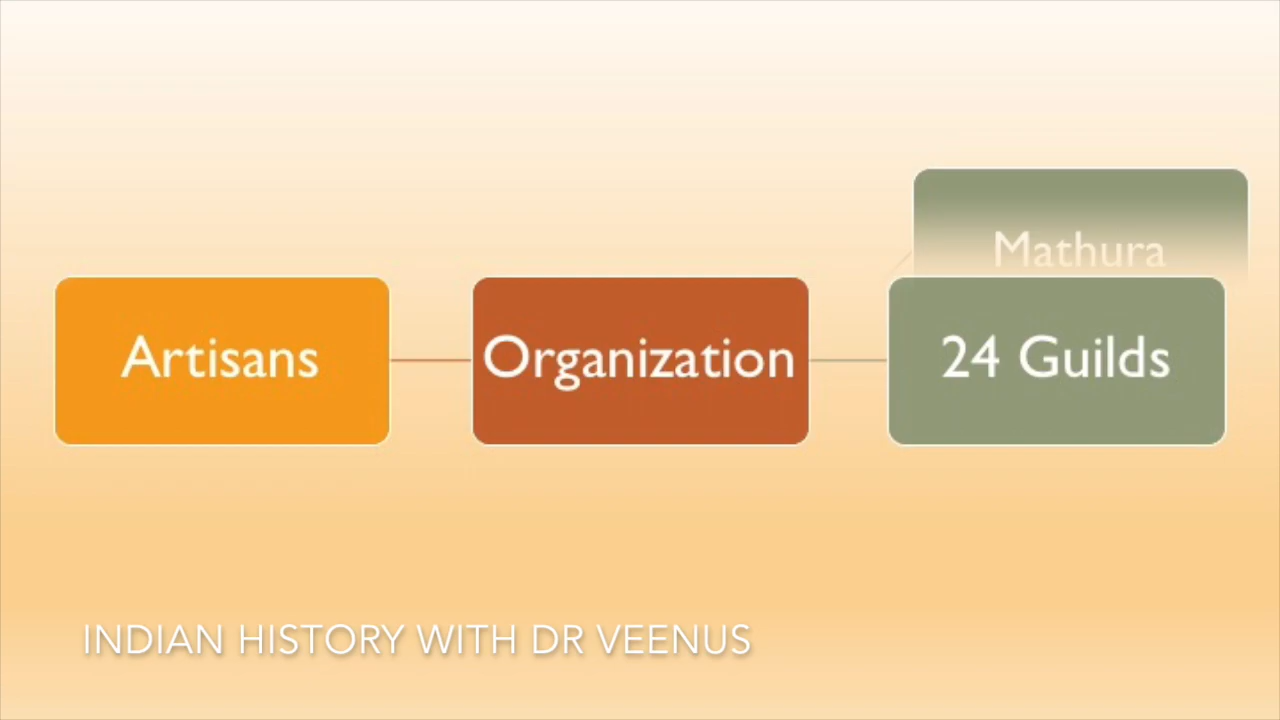 Mathura
Artisans
Organization
24 Guilds
INDIAN HISTORY WITH DR VEENUS